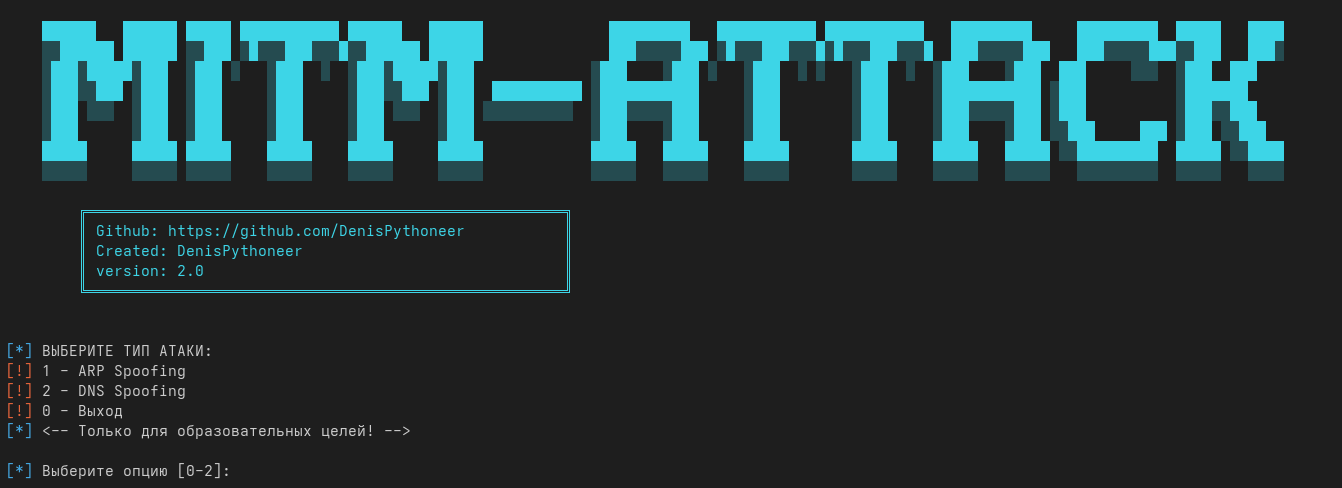 MITM-ATTACK
Github: https://github.com/DenisPythoneer
Created: DenisPythoneer
version: 2.0
[*] ВЫБЕРИТЕ ТИП АТАКИ:
[!] 1 - ARP Spoofing
[!] 2 - DNS Spoofing
[!] 0 - Выход
[*] <-- Только для образовательных целей! -->
[*] Выберите опцию [0-2]: